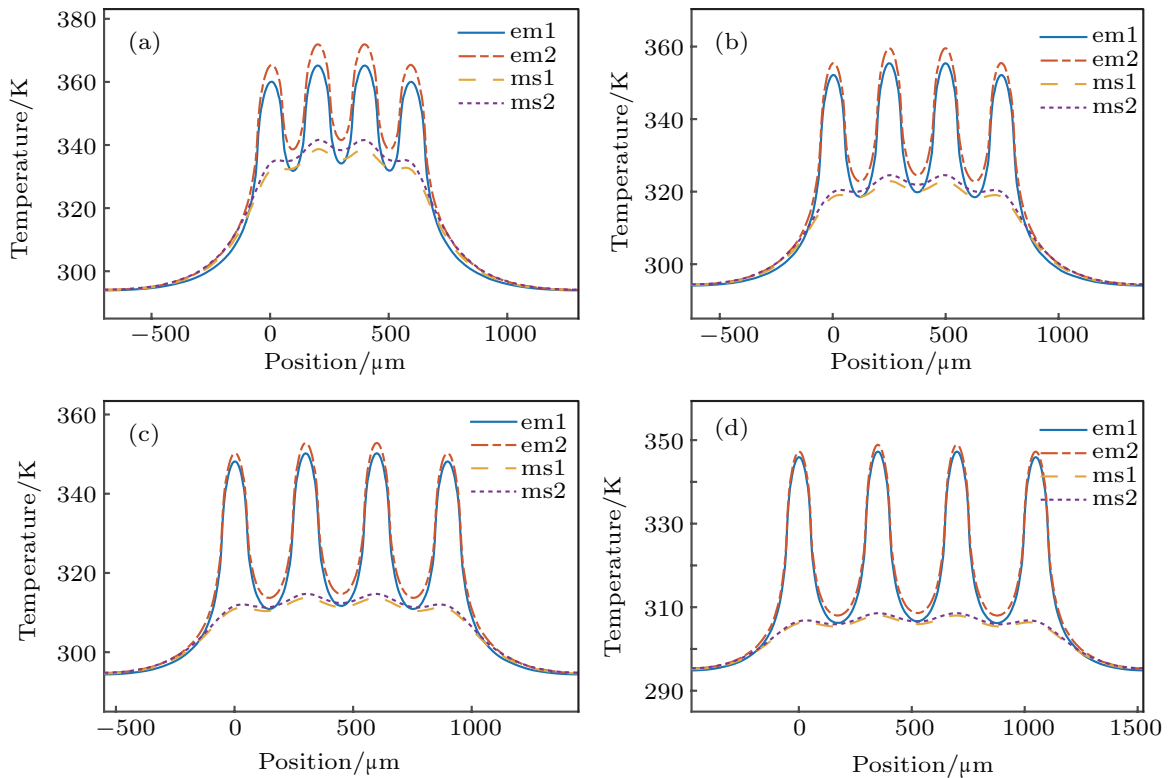 (a)
em1
em2
ms1
ms2
380
360
340
320
300
Temperature/K
−500
0
500
1000
Position/μm
(b)
em1
em2
ms1
ms2
360
340
320
300
Temperature/K
−500
0
500
1000
Position/μm
(c)
em1
em2
ms1
ms2
360
340
320
300
Temperature/K
−500
0
500
1000
Position/μm
(d)
em1
em2
ms1
ms2
350
330
310
290
Temperature/K
0
500
1000
1500
Position/μm